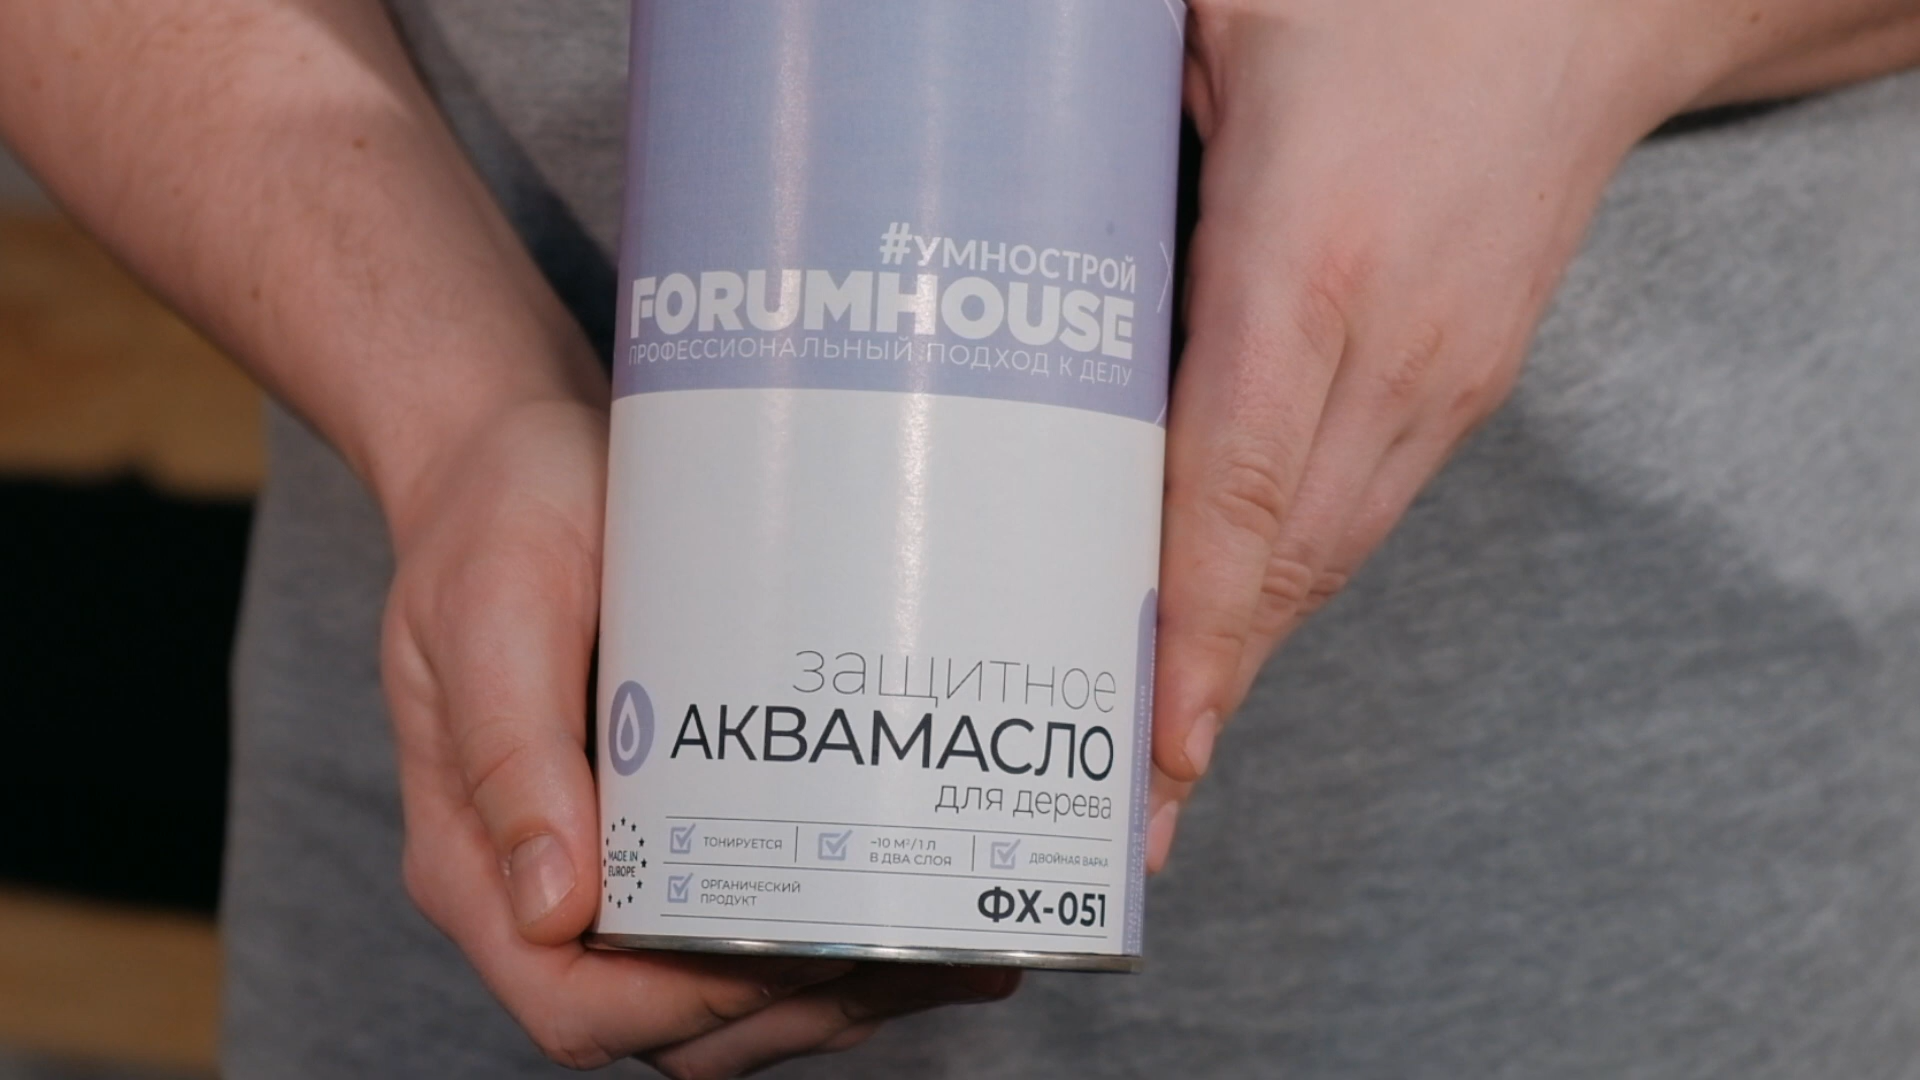 #УМНОСТРОЙ
FORUMHOUSE
ПРОФЕССИОНАЛЬНЫЙ ПОДХОД К ДЕЛУ
защитное
АКВАМАСЛО
для дерева
ТОНИРУЕТСЯ
~10 М²/1 Л
В ДВА СЛОЯ
ДВОЙНАЯ ВАРКА
MADE IN
EUROPE
ОРГАНИЧЕСКИЙ
ПРОДУКТ
ФХ-051